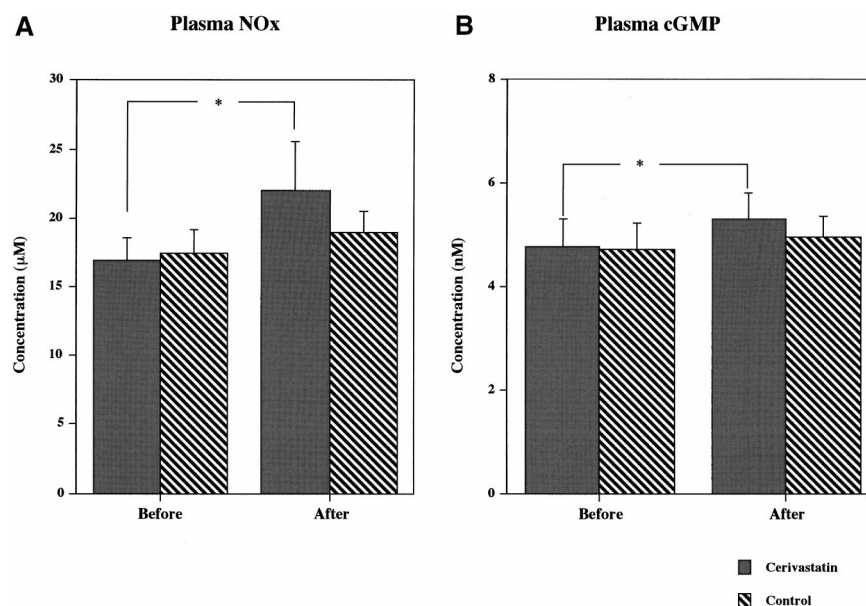 A
Plasma NOx
Concentration (µM)
30
25
20
15
10
5
0
*
Before
After
B
Plasma cGMP
Concentration (nM)
8
6
4
2
0
*
Before
After
Cerivastatin
Control